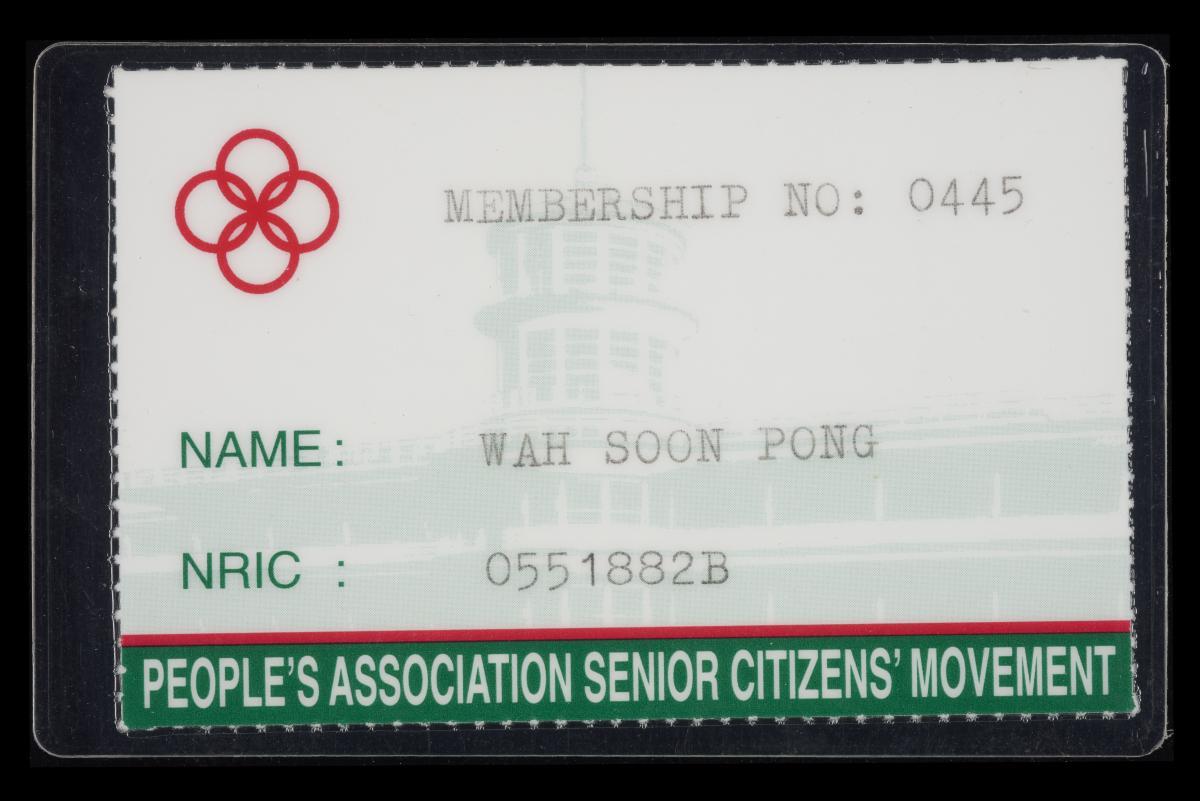 MEMBERSHIP NO: 0445
NAME : WAH SOON PONG
NRIC : 0551882B
PEOPLE'S ASSOCIATION SENIOR CITIZENS' MOVEMENT